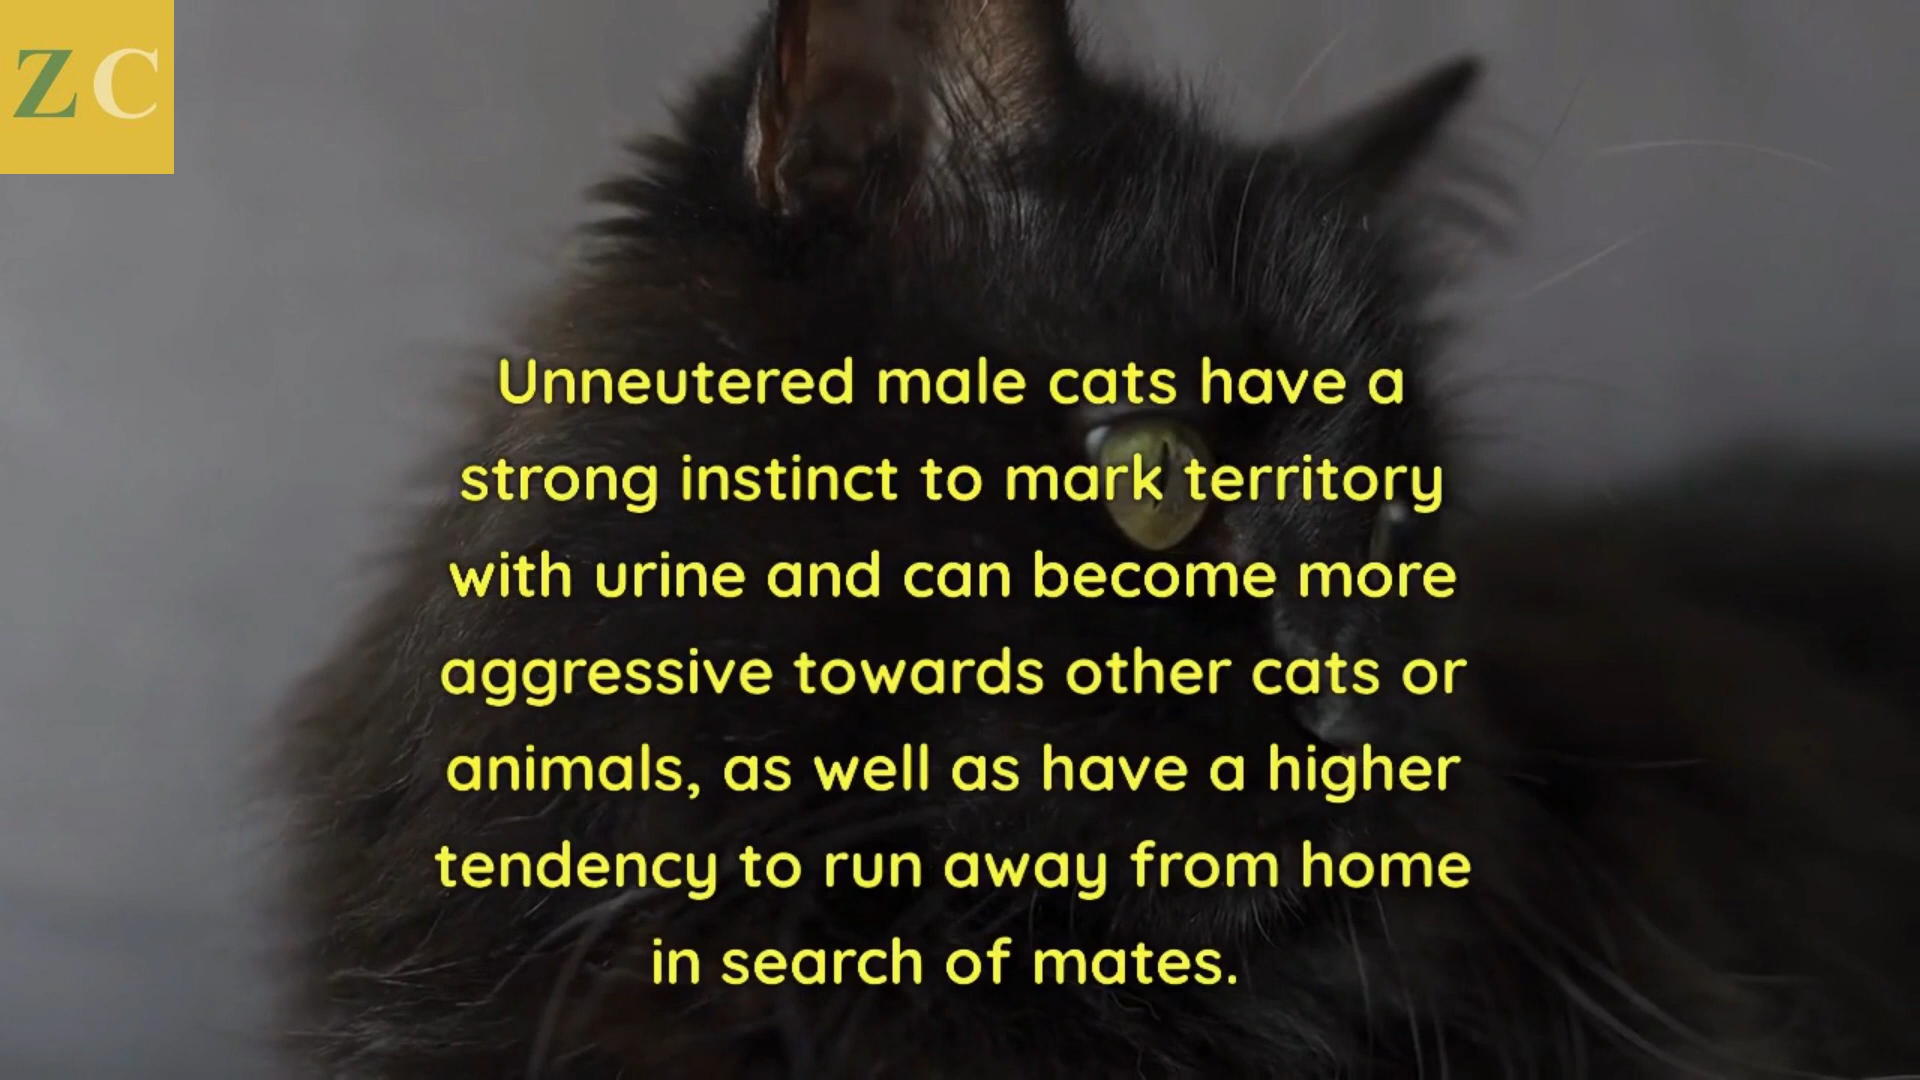 ZC
Unneutered male cats have a
strong instinct to mark territory
with urine and can become more
aggressive towards other cats or
animals, as well as have a higher
tendency to run away from home
in search of mates.